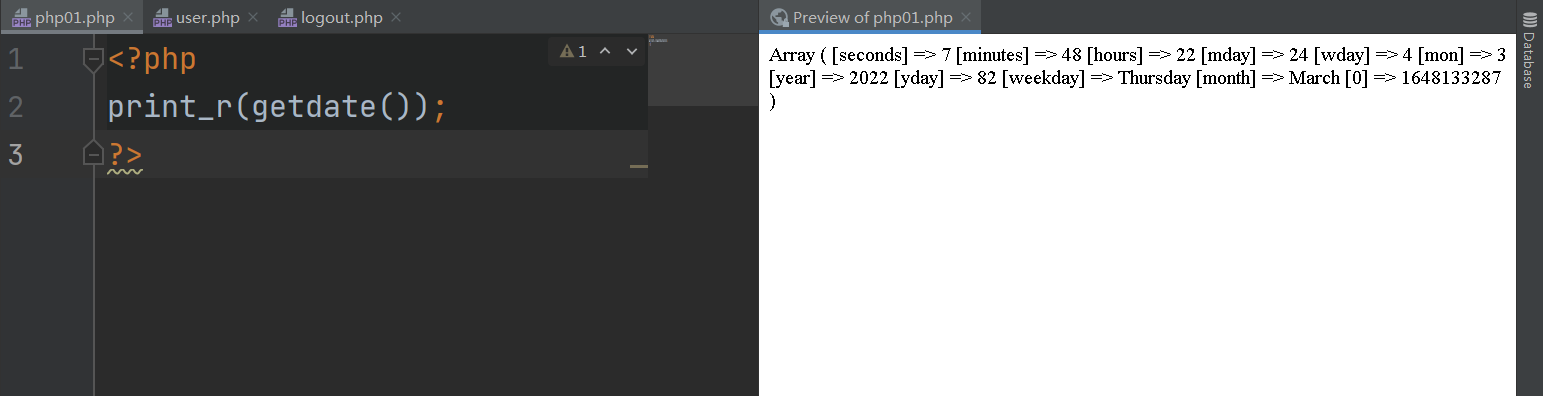 php01.php user.php logout.php
Preview of php01.php
1 <?php
2 print_r(getdate());
3 ?>
1
Array ( [seconds] => 7 [minutes] => 48 [hours] => 22 [mday] => 24 [wday] => 4 [mon] => 3
[year] => 2022 [yday] => 82 [weekday] => Thursday [month] => March [0] => 1648133287
)
Database